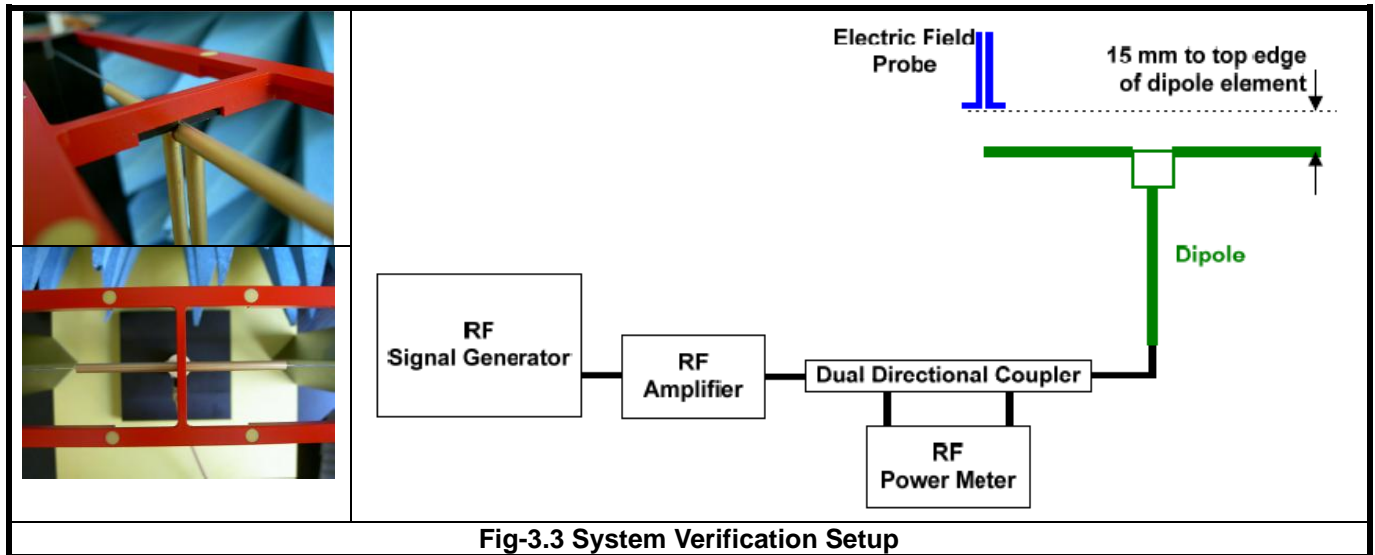 Electric Field
Probe
15 mm to top edge
of dipole element
Dipole
RF
Signal Generator
RF
Amplifier
Dual Directional Coupler
RF
Power Meter
Fig-3.3 System Verification Setup